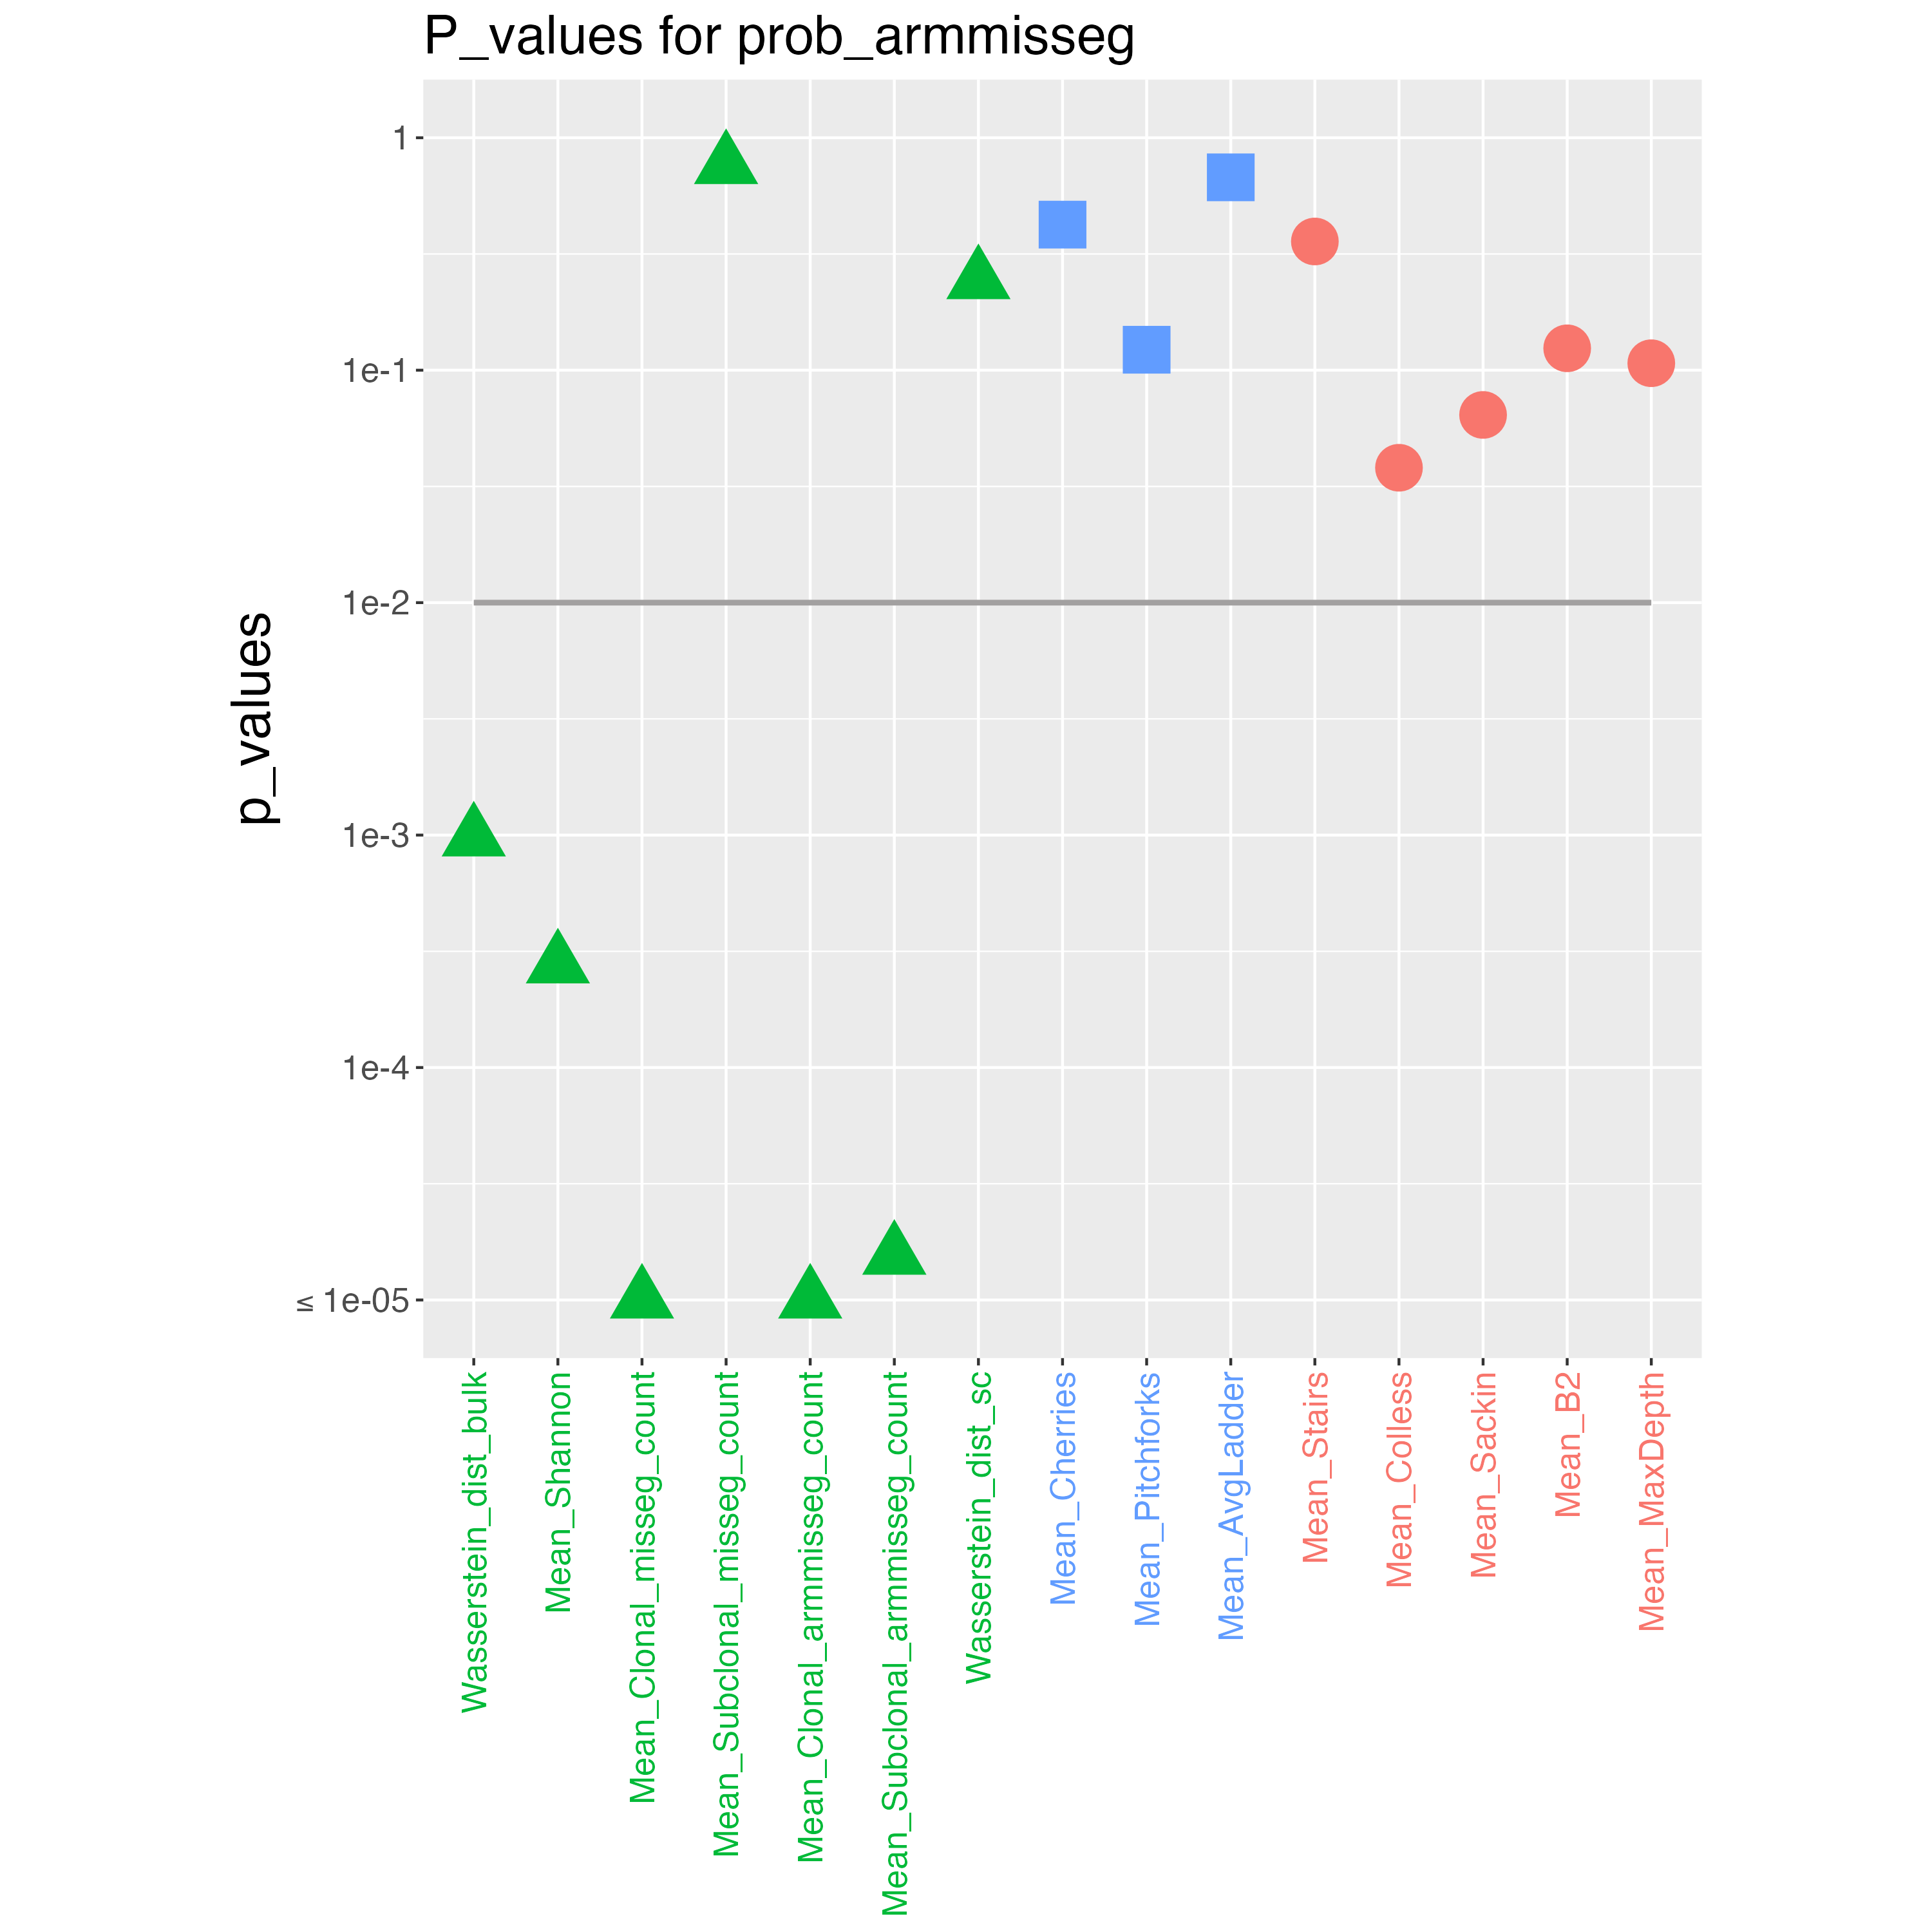 P_values for prob_armmisseg
p_values
1
1e-1
1e-2
1e-3
1e-4
≤ 1e-05
Wasserstein_dist_bulk
Mean_Shannon
Mean_Clonal_misseg_count
Mean_Subclonal_misseg_count
Mean_Clonal_armmisseg_count
Mean_Subclonal_armmisseg_count
Wasserstein_dist_sc
Mean_Cherries
Mean_Pitchforks
Mean_AvgLadder
Mean_Stairs
Mean_Colless
Mean_Sackin
Mean_B2
Mean_MaxDepth